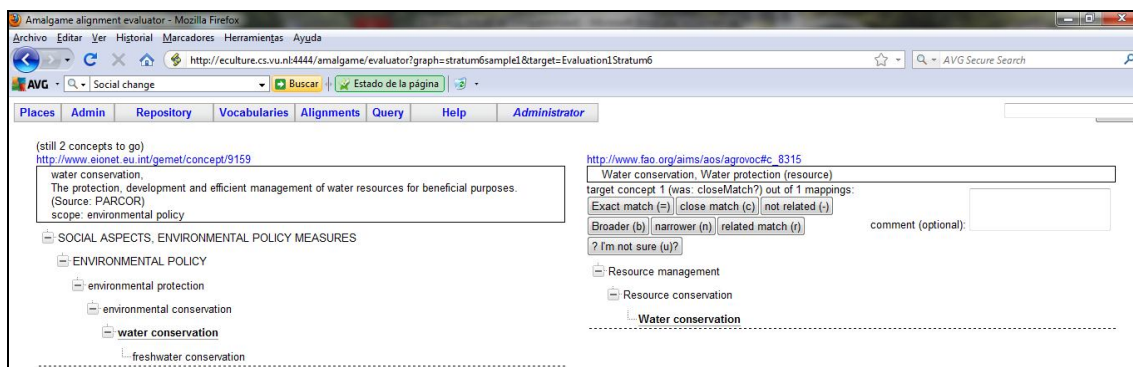 Amalgame alignment evaluator - Mozilla Firefox
Archivo Editar Ver Historial Marcadores Herramientas Ayuda
http://eculture.cs.vu.nl:4444/amalgame/evaluator?graph=stratum6sample1&target=Evaluation1Stratum6
AVG Secure Search
AVG Social change Buscar Estado de la página
Places Admin Repository Vocabularies Alignments Query Help Administrator
(still 2 concepts to go)
http://www.eionet.eu.int/gemet/concept/9159
water conservation,
The protection, development and efficient management of water resources for beneficial purposes.
(Source: PARCOR)
scope: environmental policy
SOCIAL ASPECTS, ENVIRONMENTAL POLICY MEASURES
ENVIRONMENTAL POLICY
environmental protection
environmental conservation
water conservation
freshwater conservation
http://www.fao.org/aims/aos/agrovoc#c_8315
Water conservation, Water protection (resource)
target concept 1 (was: closeMatch?) out of 1 mappings:
Exact match (=) close match (c) not related (-)
Broader (b) narrower (n) related match (r)
? I'm not sure (u)?
comment (optional):
Resource management
Resource conservation
Water conservation